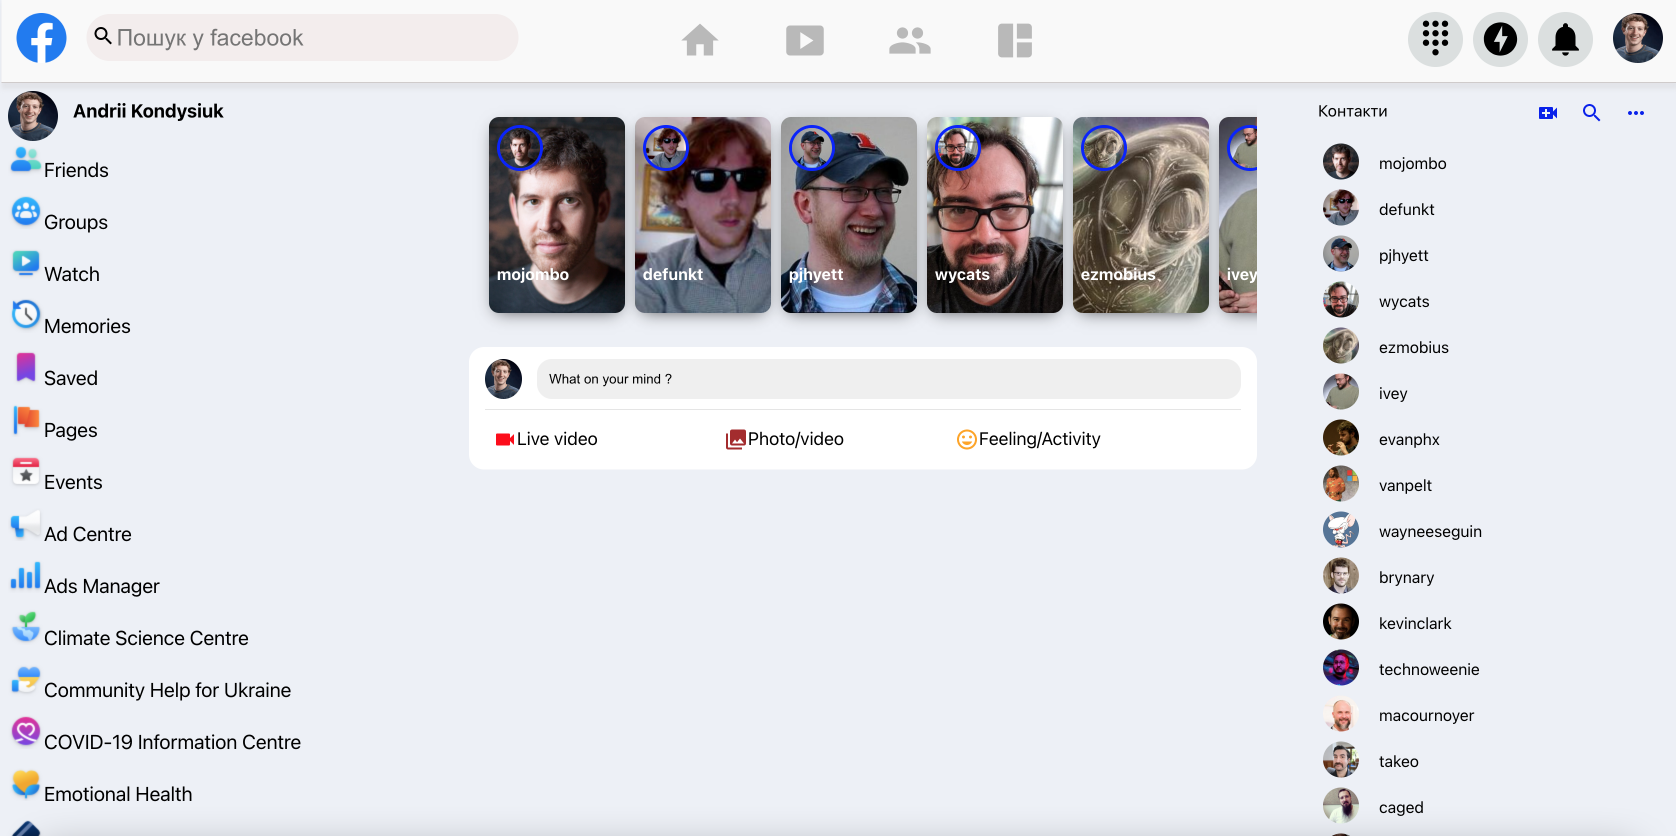 Пошук у facebook
Andrii Kondysiuk
Friends
Groups
Watch
Memories
Saved
Pages
Events
Ad Centre
Ads Manager
Climate Science Centre
Community Help for Ukraine
COVID-19 Information Centre
Emotional Health
mojombo
defunkt
pjhyett
wycats
ezmobius
ivey
What on your mind ?
Live video
Photo/video
Feeling/Activity
Контакти
mojombo
defunkt
pjhyett
wycats
ezmobius
ivey
evanphx
vanpelt
wayneeseguin
brynary
kevinclark
technoweenie
macournoyer
takeo
caged